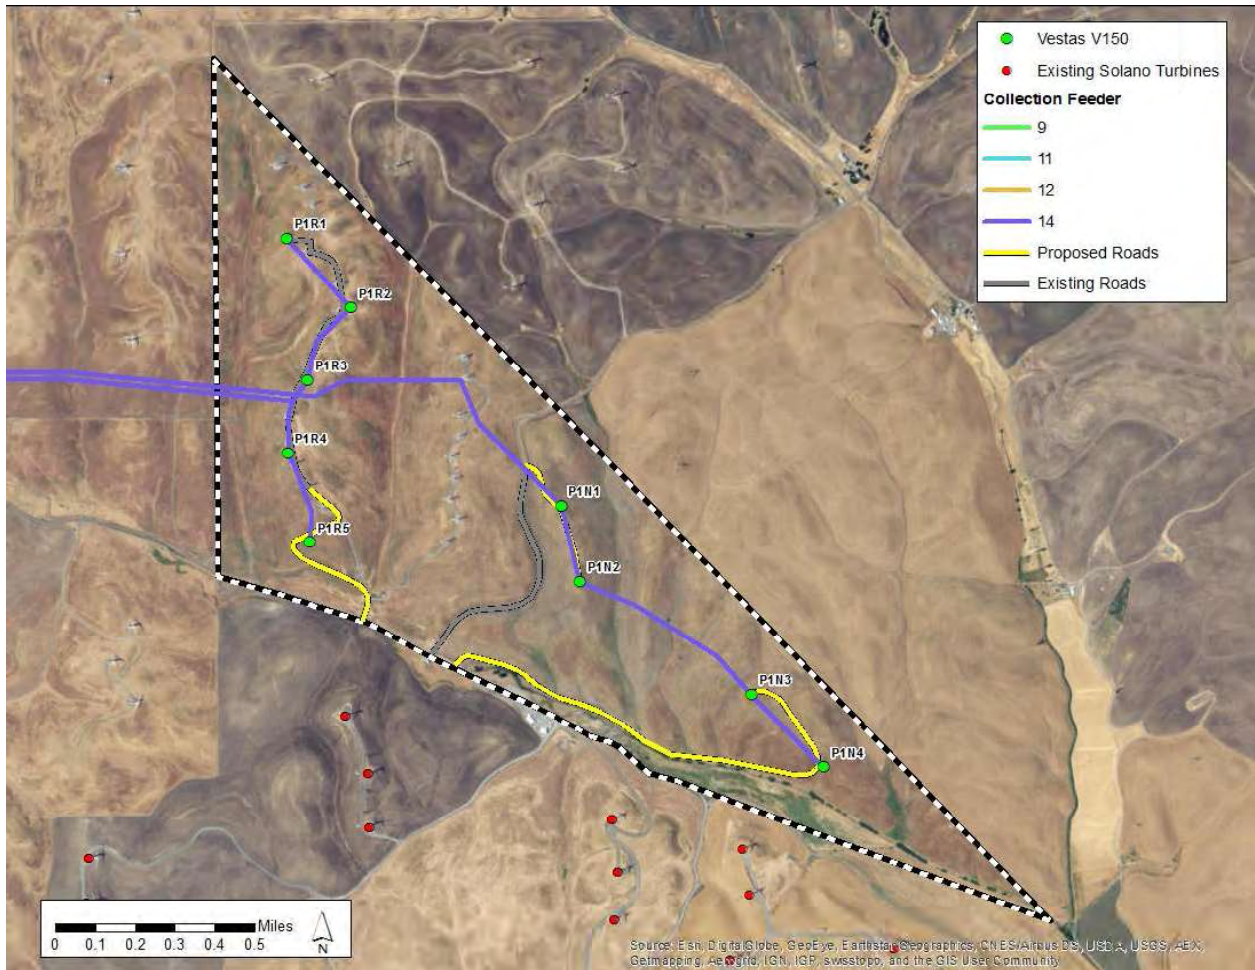 Vestas V150
Existing Solano Turbines
Collection Feeder
9
11
12
14
Proposed Roads
Existing Roads
P1R1
P1R2
P1R3
P1R4
P1R5
P1N1
P1N2
P1N3
P1N4
Miles
0 0.1 0.2 0.3 0.4 0.5
N
Source: Esri, DigitalGlobe, GeoEye, Earthstar Geographics, CNES/Airbus DS, USDA, USGS, AEX,
Getmapping, Aerogrid, IGN, IGP, swisstopo, and the GIS User Community